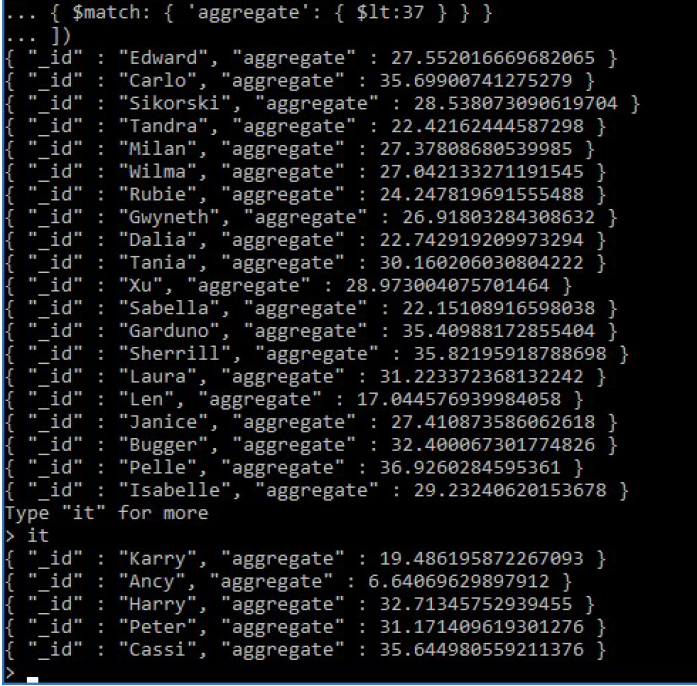 ... { $match: { 'aggregate': { $lt:37 } } }
... ])
{ "_id" : "Edward", "aggregate" : 27.552016669682065 }
{ "_id" : "Carlo", "aggregate" : 35.69900741275279 }
{ "_id" : "Sikorski", "aggregate" : 28.538073090619704 }
{ "_id" : "Tandra", "aggregate" : 22.42162444587298 }
{ "_id" : "Milan", "aggregate" : 27.37808680539985 }
{ "_id" : "Wilma", "aggregate" : 27.042133271191545 }
{ "_id" : "Rubie", "aggregate" : 24.247819691555488 }
{ "_id" : "Gwyneth", "aggregate" : 26.91803284308632 }
{ "_id" : "Dalia", "aggregate" : 22.742919209973294 }
{ "_id" : "Tania", "aggregate" : 30.160206030804222 }
{ "_id" : "Xu", "aggregate" : 28.973004075701464 }
{ "_id" : "Sabella", "aggregate" : 22.15108916598038 }
{ "_id" : "Garduno", "aggregate" : 35.40988172855404 }
{ "_id" : "Sherrill", "aggregate" : 35.82195918788698 }
{ "_id" : "Laura", "aggregate" : 31.223372368132242 }
{ "_id" : "Len", "aggregate" : 17.044576939984058 }
{ "_id" : "Janice", "aggregate" : 27.410873586062618 }
{ "_id" : "Bugger", "aggregate" : 32.400067301774826 }
{ "_id" : "Pelle", "aggregate" : 36.9260284595361 }
{ "_id" : "Isabelle", "aggregate" : 29.23240620153678 }
Type "it" for more
> it
{ "_id" : "Karry", "aggregate" : 19.486195872267093 }
{ "_id" : "Ancy", "aggregate" : 6.64069629897912 }
{ "_id" : "Harry", "aggregate" : 32.71345752939455 }
{ "_id" : "Peter", "aggregate" : 31.171409619301276 }
{ "_id" : "Cassi", "aggregate" : 35.644980559211376 }
> _